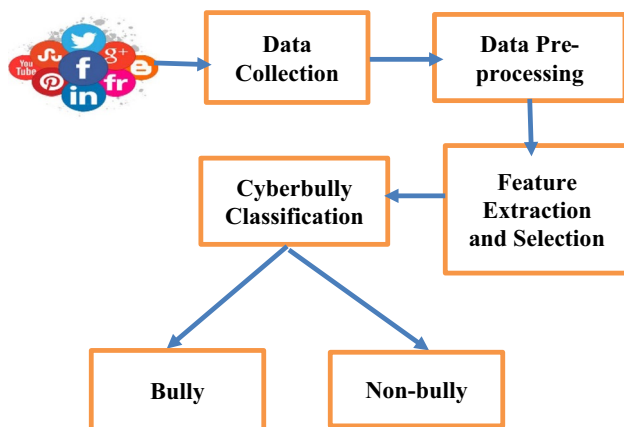 You
Tube
g+
f
in
fr
Data
Collection
Data Pre-
processing
Cyberbully
Classification
Feature
Extraction
and Selection
Bully
Non-bully